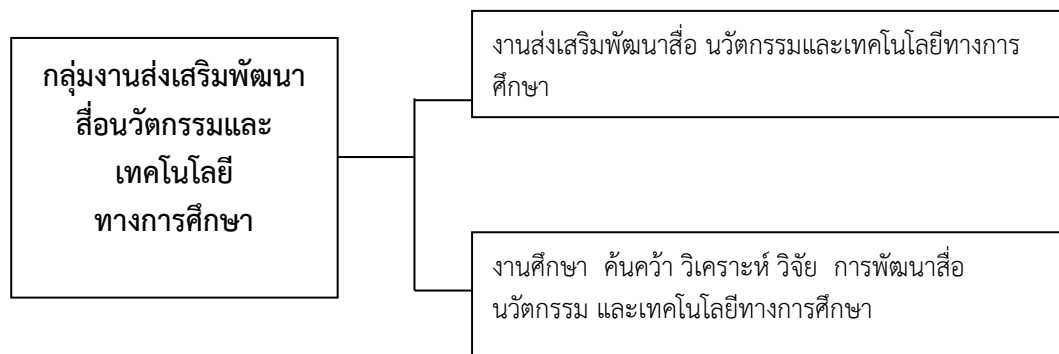 กลุ่มงานส่งเสริมพัฒนา
สื่อนวัตกรรมและ
เทคโนโลยี
ทางการศึกษา
งานส่งเสริมพัฒนาสื่อ นวัตกรรมและเทคโนโลยีทางการ
ศึกษา
งานศึกษา  ค้นคว้า วิเคราะห์ วิจัย  การพัฒนาสื่อ
นวัตกรรม และเทคโนโลยีทางการศึกษา